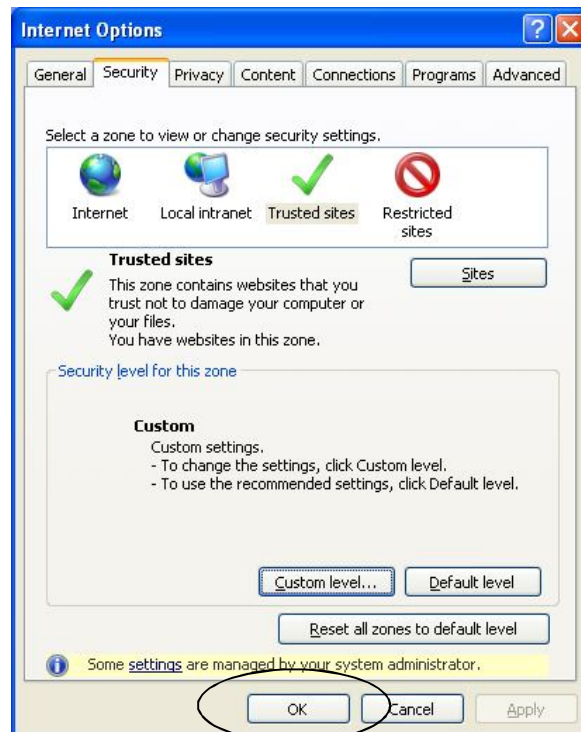 Internet Options
General Security Privacy Content Connections Programs Advanced
Select a zone to view or change security settings.
Internet Local intranet Trusted sites Restricted
sites
Trusted sites
Sites
This zone contains websites that you
trust not to damage your computer or
your files.
You have websites in this zone.
Security level for this zone
Custom
Custom settings.
- To change the settings, click Custom level.
- To use the recommended settings, click Default level.
Custom level... Default level
Reset all zones to default level
Some settings are managed by your system administrator.
OK Cancel Apply